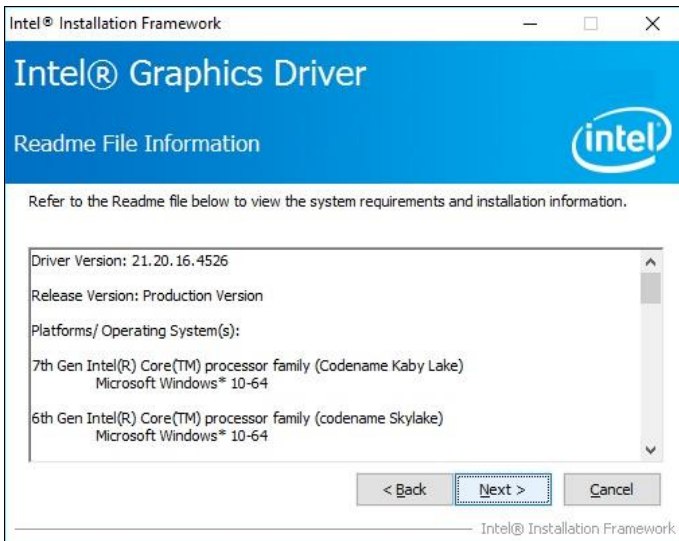 Intel® Installation Framework
Intel® Graphics Driver
Readme File Information
intel
Refer to the Readme file below to view the system requirements and installation information.
Driver Version: 21.20.16.4526
Release Version: Production Version
Platforms/ Operating System(s):
7th Gen Intel(R) Core(TM) processor family (Codename Kaby Lake)
Microsoft Windows* 10-64
6th Gen Intel(R) Core(TM) processor family (codename Skylake)
Microsoft Windows* 10-64
< Back Next > Cancel
Intel® Installation Framework